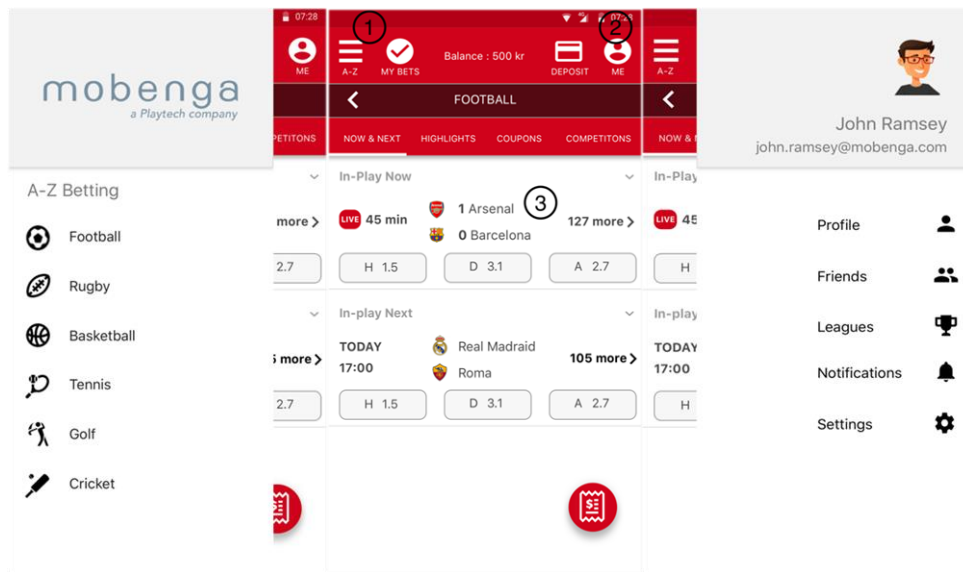 mobenga
a Playtech company
A-Z Betting
Football
Rugby
Basketball
Tennis
Golf
Cricket
07:28
ME
PETITONS
more >
2.7
5 more >
2.7
$
1
2
07:28
A-Z
MY BETS
Balance : 500 kr
DEPOSIT
ME
FOOTBALL
NOW & NEXT
HIGHLIGHTS
COUPONS
COMPETITONS
In-Play Now
LIVE 45 min
1 Arsenal
3
0 Barcelona
127 more >
H 1.5
D 3.1
A 2.7
In-play Next
TODAY
17:00
Real Madraid
Roma
105 more >
H 1.5
D 3.1
A 2.7
$
A-Z
NOW &
In-Play
LIVE 45
H
In-play
TODAY
17:00
H
John Ramsey
john.ramsey@mobenga.com
Profile
Friends
Leagues
Notifications
Settings